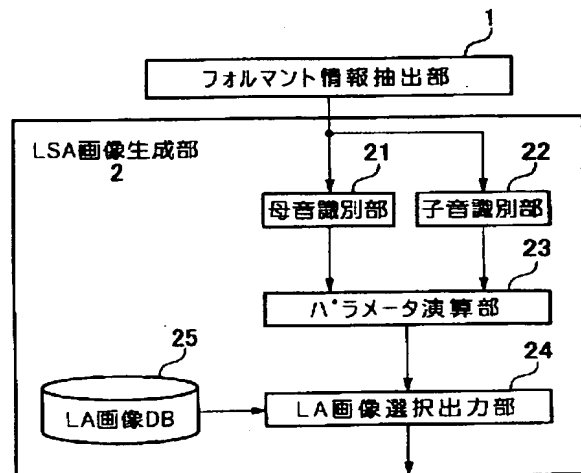 1
フォルマント情報抽出部
LSA画像生成部
2
21
22
母音識別部
子音識別部
23
パラメータ演算部
25
24
LA画像DB
LA画像選択出力部